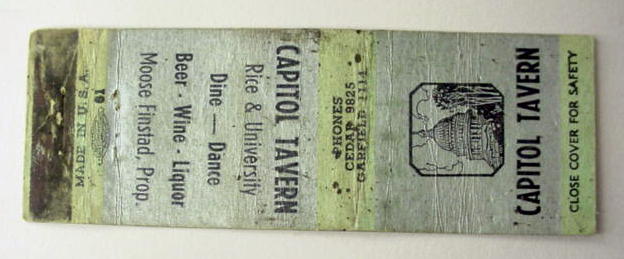 CLOSE COVER FOR SAFETY
CAPITOL TAVERN
PHONES
CEDAR 9825
GARFIELD
CAPITOL TAVERN
Rice & University
Dine — Dance
Beer · Wine · Liquor
Moose Finstad, Prop.
MADE IN U.S.A.